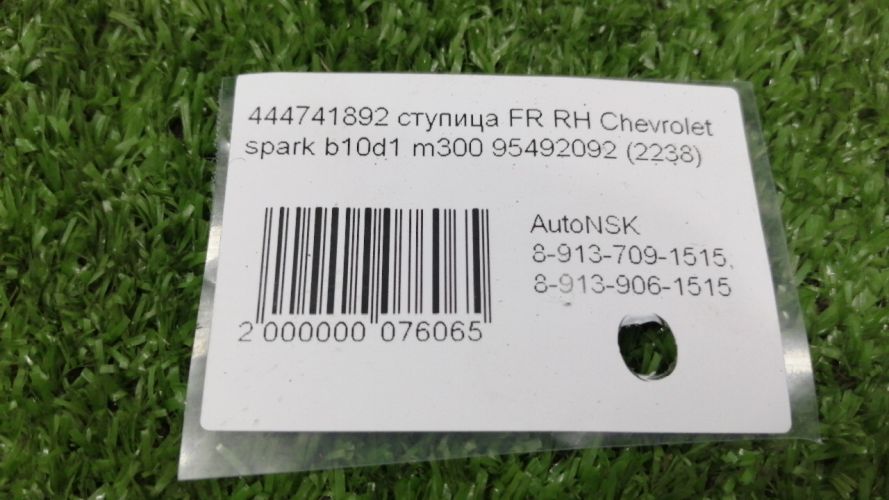 444741892 ступица FR RH Chevrolet
spark b10d1 m300 95492092 (2238)
AutoNSK
8-913-709-1515,
8-913-906-1515
2 000000 076065